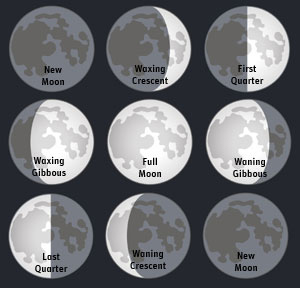 New
Moon
Waxing
Crescent
First
Quarter
Waxing
Gibbous
Full
Moon
Waning
Gibbous
Last
Quarter
Waning
Crescent
New
Moon